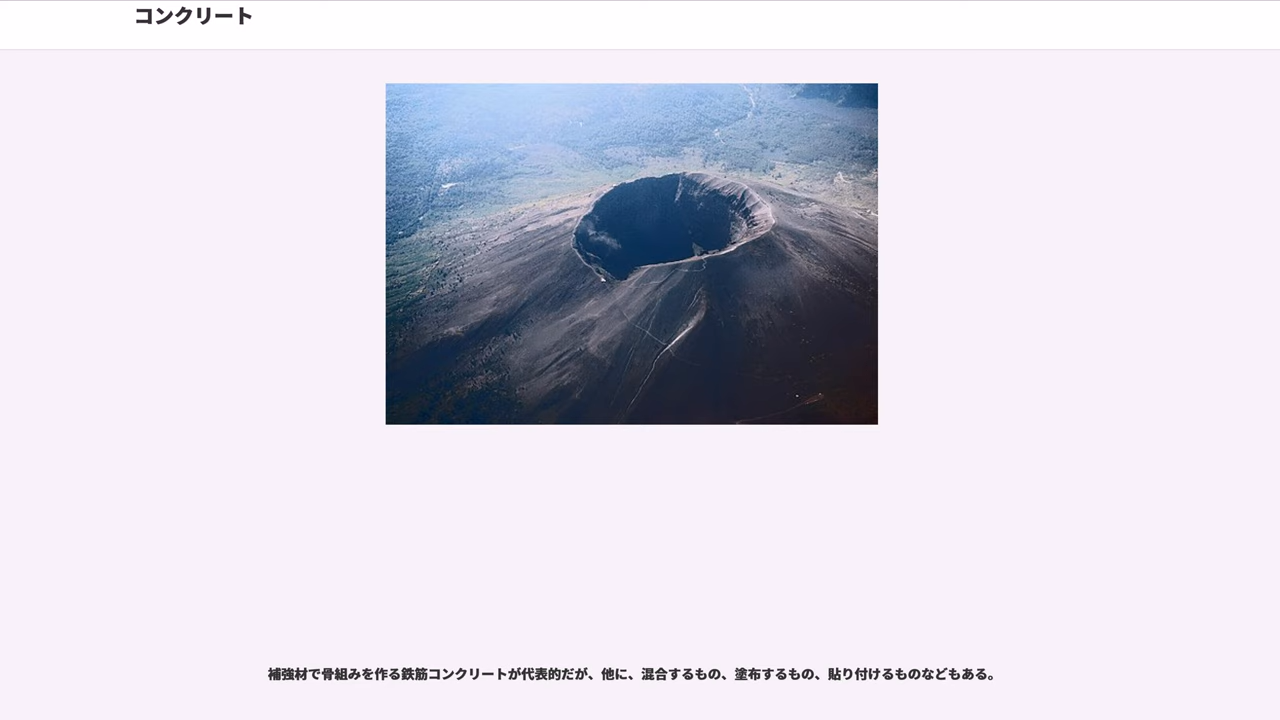 コンクリート
補強材で骨組みを作る鉄筋コンクリートが代表的だが、他に、混合するもの、塗布するもの、貼り付けるものなどもある。